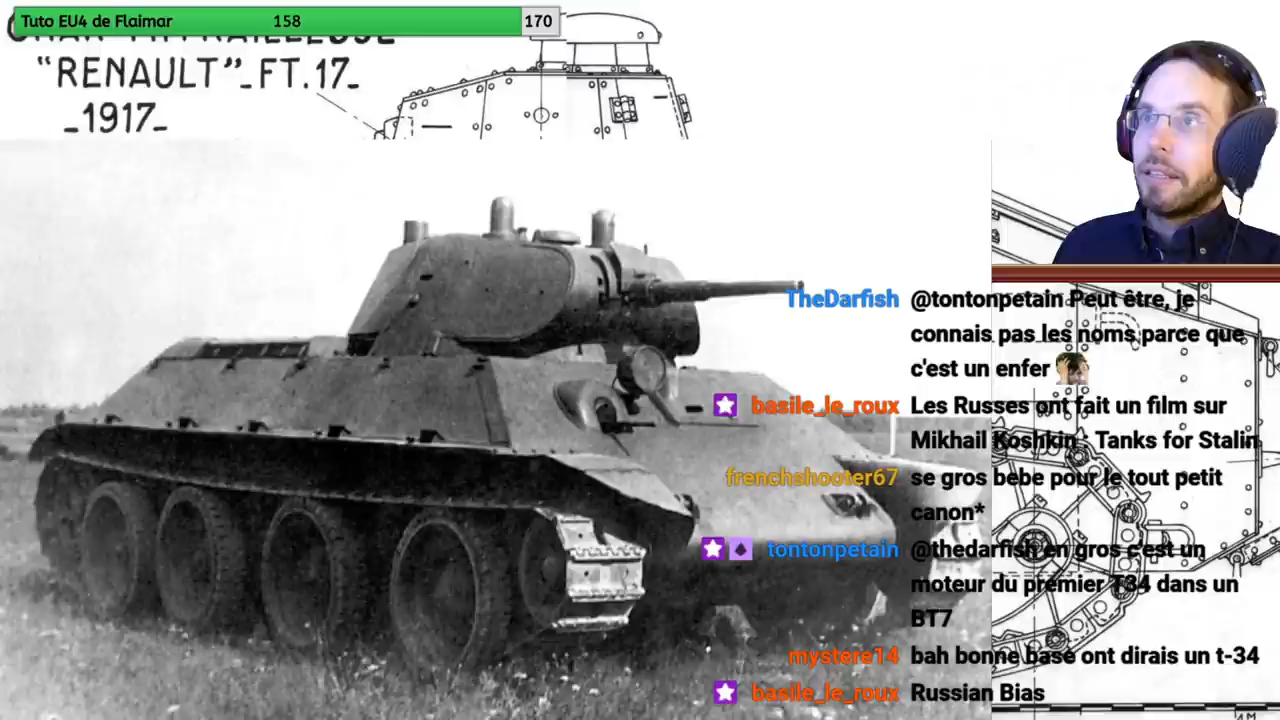 Tuto EU4 de Flaimar 158 170
"RENAULT"_FT.17_
_1917_
TheDarfish @tontonpetain Peut être, je
connais pas les noms parce que
c'est un enfer
basile_le_roux Les Russes ont fait un film sur
Mikhail Koshkin : Tanks for Stalin
frenchshooter67 se gros bebe pour le tout petit
canon*
tontonpetain @thedarfish en gros c'est un
moteur du premier T34 dans un
BT7
mystere14 bah bonne base ont dirais un t-34
basile_le_roux Russian Bias